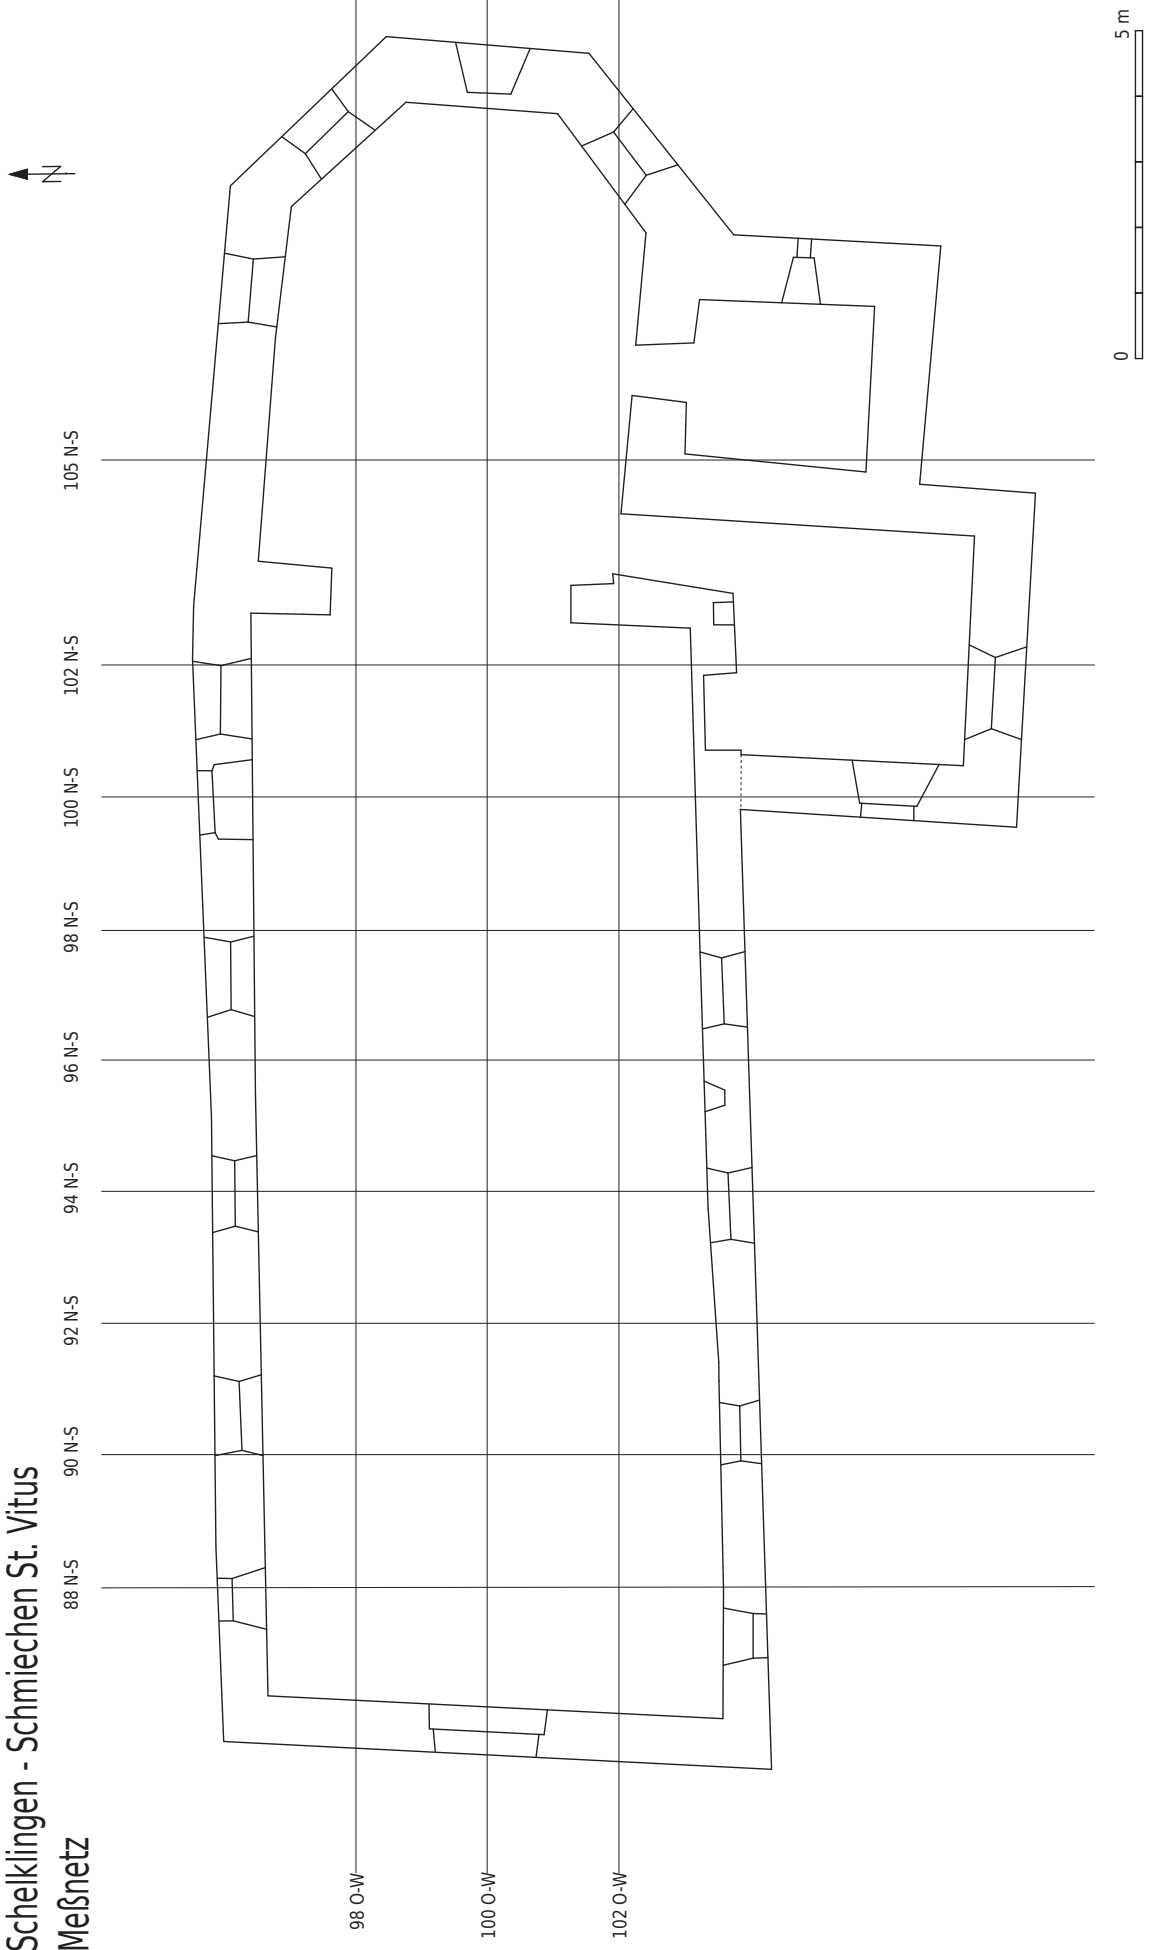 Schelklingen - Schmiechen St. Vitus
Meßnetz
N
88 N-S
90 N-S
92 N-S
94 N-S
96 N-S
98 N-S
100 N-S
102 N-S
105 N-S
98 O-W
100 O-W
102 O-W
0
5 m